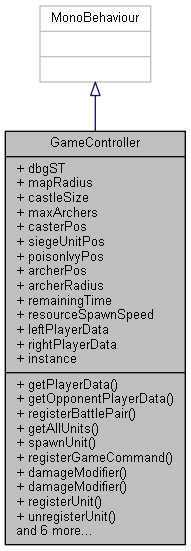 MonoBehaviour
GameController
+ dbgST
+ mapRadius
+ castleSize
+ maxArchers
+ casterPos
+ siegeUnitPos
+ poisonIvyPos
+ archerPos
+ archerRadius
+ remainingTime
+ resourceSpawnSpeed
+ leftPlayerData
+ rightPlayerData
+ instance
+ getPlayerData()
+ getOpponentPlayerData()
+ registerBattlePair()
+ getAllUnits()
+ spawnUnit()
+ registerGameCommand()
+ damageModifier()
+ damageModifier()
+ registerUnit()
+ unregisterUnit()
and 6 more...